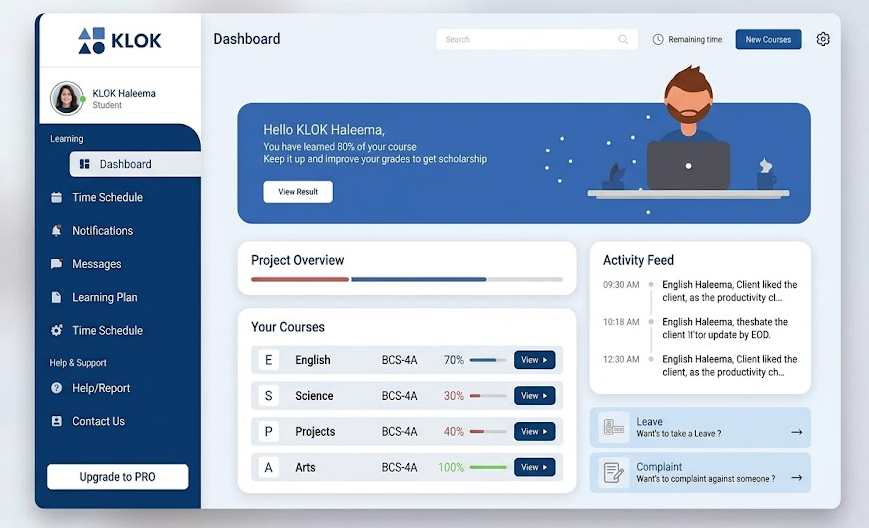 KLOK
KLOK Haleema
Student
Learning
Dashboard
Time Schedule
Notifications
Messages
Learning Plan
Time Schedule
Help & Support
Help/Report
Contact Us
Upgrade to PRO
Dashboard
Search
Remaining time
New Courses
Hello KLOK Haleema,
You have learned 80% of your course
Keep it up and improve your grades to get scholarship
View Result
Project Overview
Your Courses
E English BCS-4A 70% View
S Science BCS-4A 30% View
P Projects BCS-4A 40% View
A Arts BCS-4A 100% View
Activity Feed
09:30 AM English Haleema, Client liked the
client, as the productivity cl...
10:18 AM English Haleema, theshate the
client It'tor update by EOD.
12:30 AM English Haleema, Client liked the
client, as the productivity ch...
Leave
Want's to take a Leave ?
Complaint
Want's to complaint against someone ?